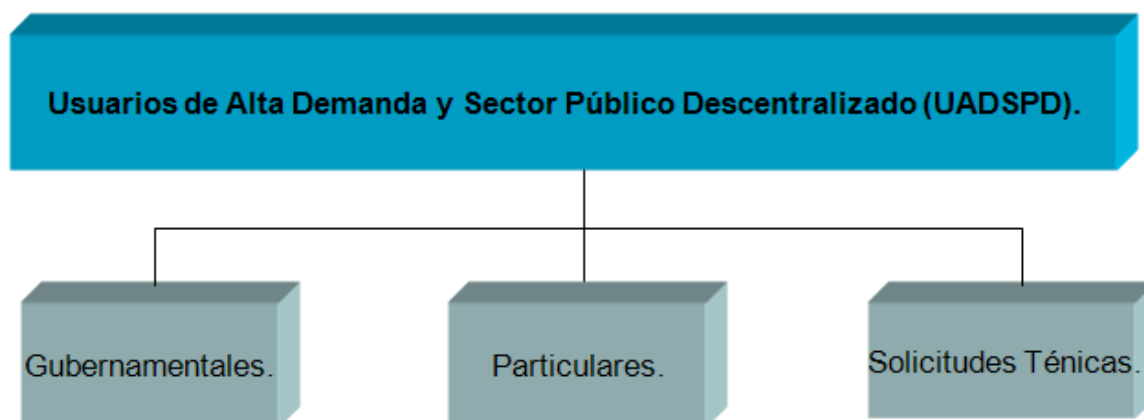 Usuarios de Alta Demanda y Sector Público Descentralizado (UADSPD).
Gubernamentales.
Particulares.
Solicitudes Ténicas.